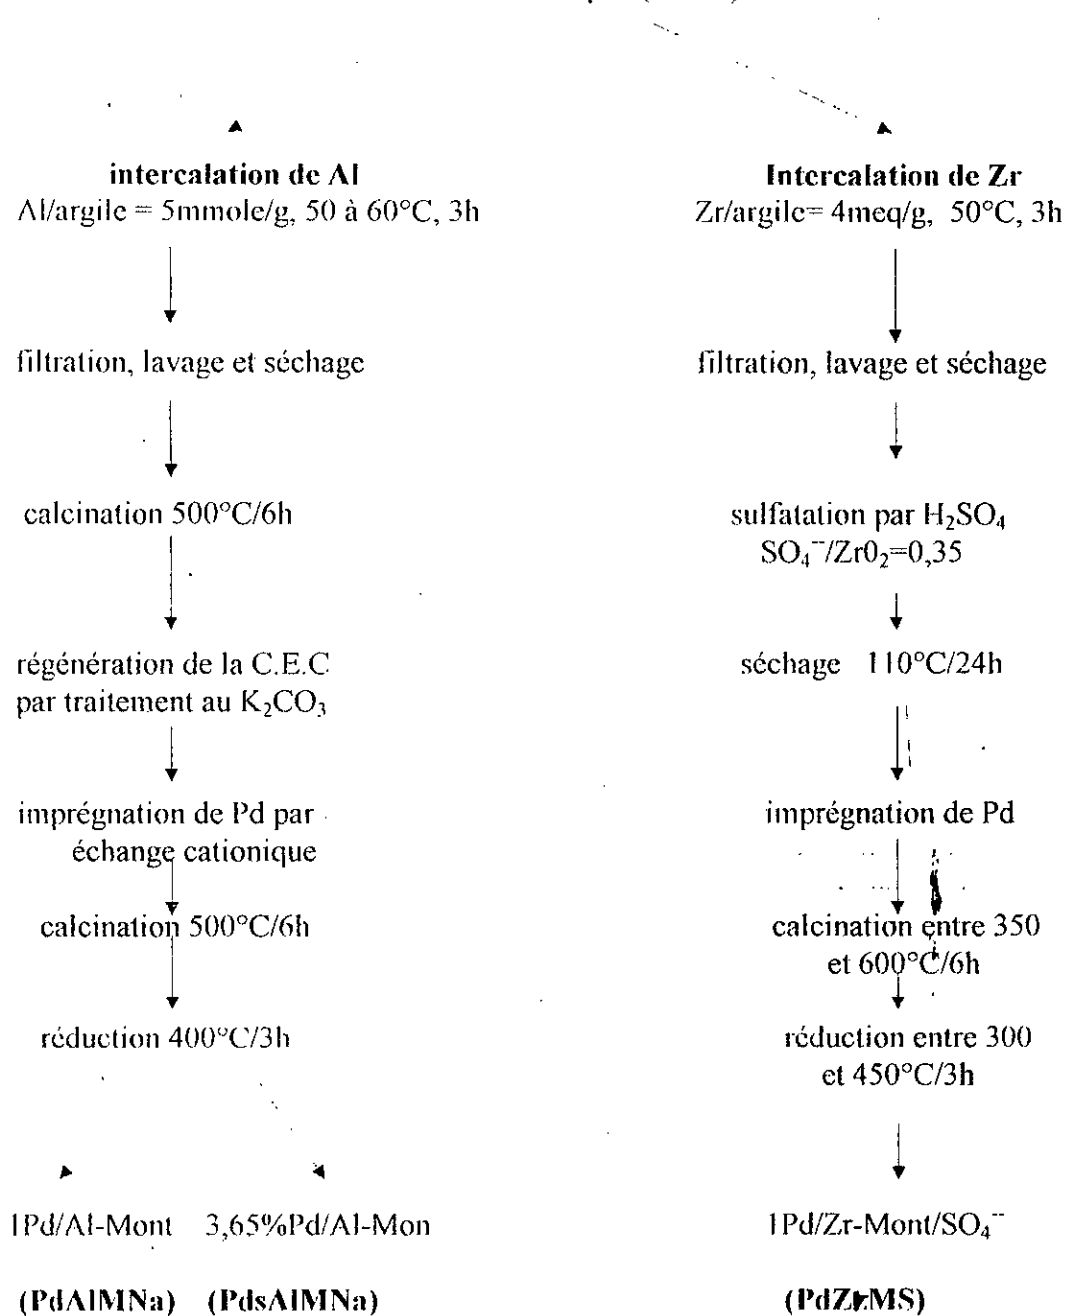 intercalation de Al
Al/argile = 5mmole/g, 50 à 60°C, 3h
filtration, lavage et séchage
calcination 500°C/6h
régénération de la C.E.C
par traitement au K₂CO₃
imprégnation de Pd par
échange cationique
calcination 500°C/6h
réduction 400°C/3h
1Pd/Al-Mont 3,65%Pd/Al-Mon
(PdAlMNa) (PdsAlMNa)
Intercalation de Zr
Zr/argile= 4meq/g, 50°C, 3h
filtration, lavage et séchage
sulfatation par H₂SO₄
SO₄⁻⁻/Zr0₂=0,35
séchage 110°C/24h
imprégnation de Pd
calcination entre 350
et 600°C/6h
réduction entre 300
et 450°C/3h
1Pd/Zr-Mont/SO₄⁻⁻
(PdZrMS)